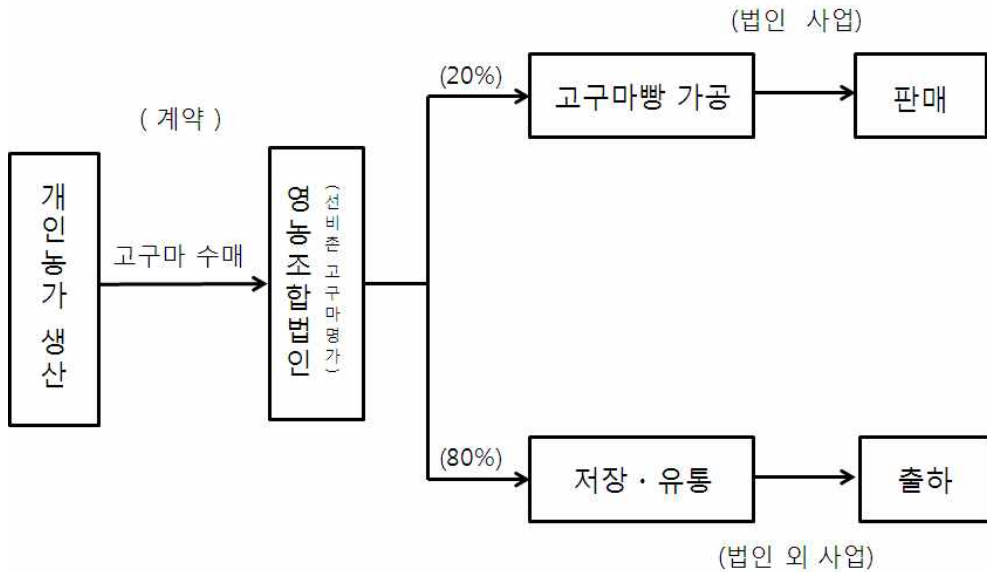 (법인 사업)
(20%)
고구마빵 가공
판매
( 계약 )
개인농가 생산
고구마 수매
영농조합법인
(선비촌 고구마명가)
(80%)
저장 · 유통
출하
(법인 외 사업)